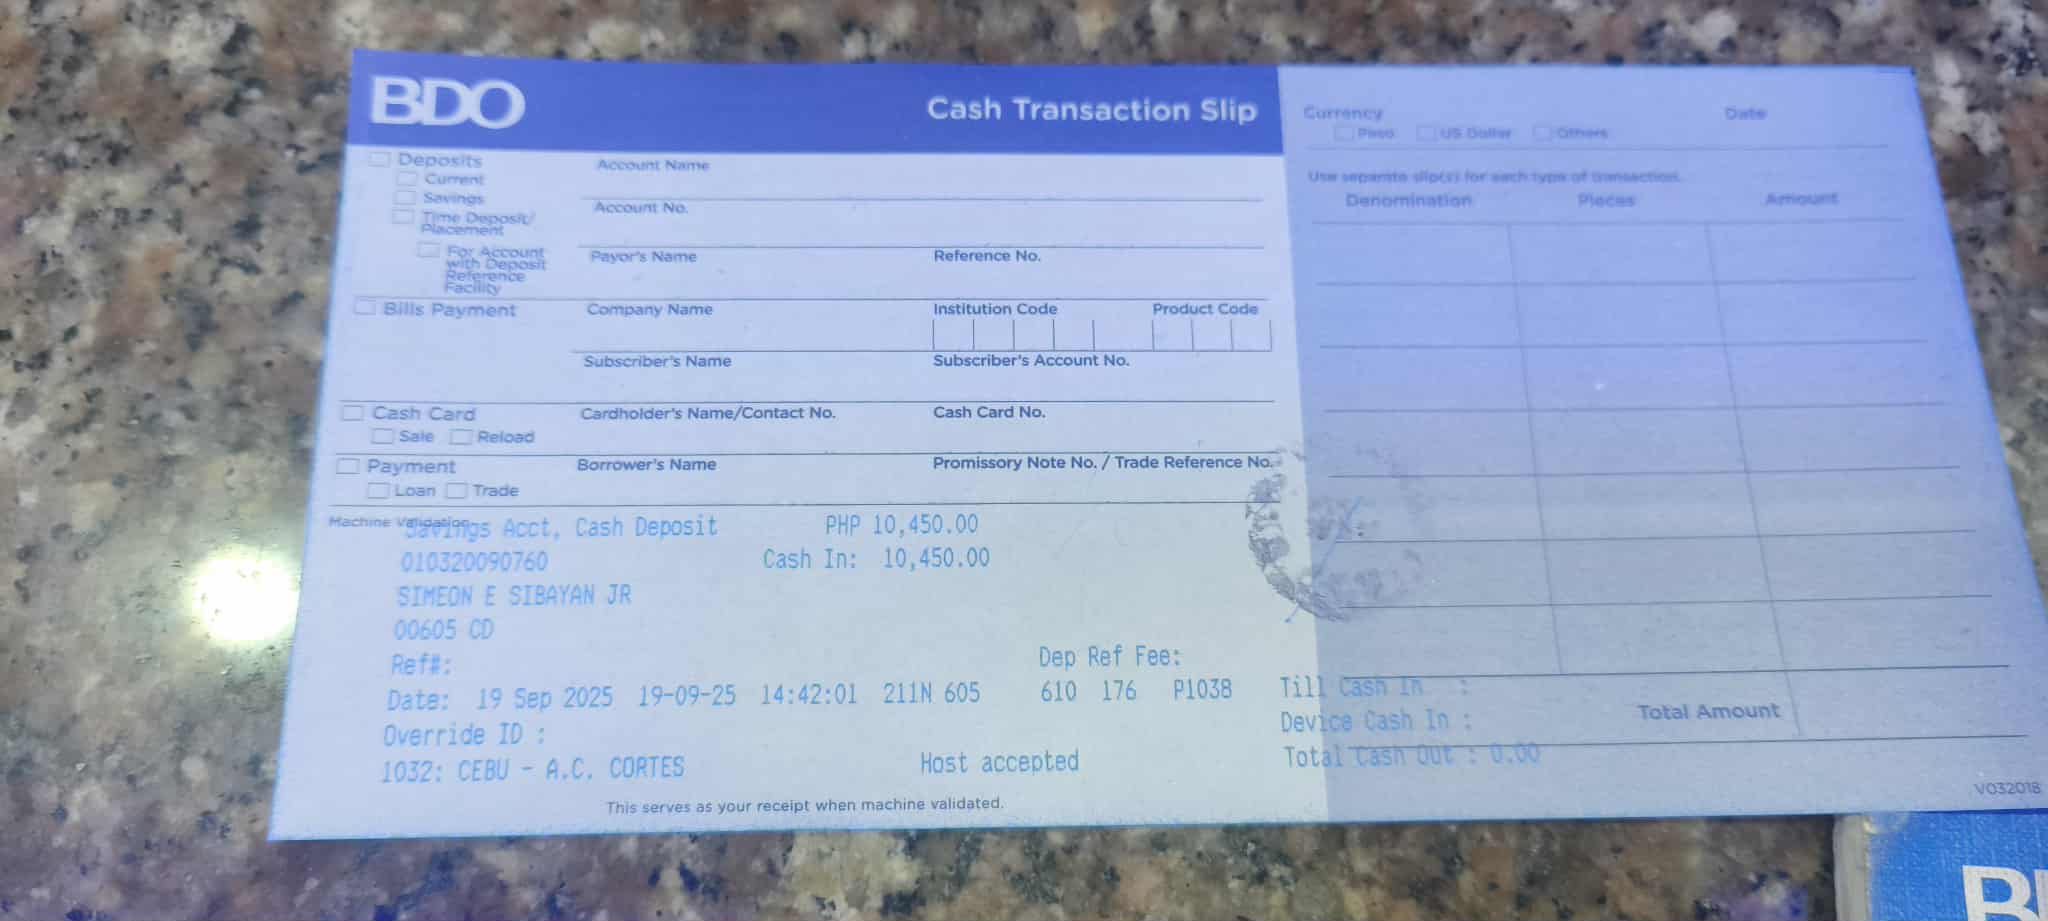 BDO
Cash Transaction Slip
Deposits
Current
Savings
Time Deposit/
Placement
For Account
with Deposit
Reference
Facility
Account Name
Account No.
Payor's Name
Reference No.
Bills Payment
Company Name
Institution Code
Product Code
Subscriber's Name
Subscriber's Account No.
Cash Card
Sale Reload
Cardholder's Name/Contact No.
Cash Card No.
Payment
Loan Trade
Borrower's Name
Promissory Note No. / Trade Reference No.
Currency
Peso US Dollar Others
Date
Use separate slip(s) for each type of transaction.
Denomination Pieces Amount
Machine Validation
Savings Acct, Cash Deposit PHP 10,450.00
010320090760 Cash In: 10,450.00
SIMEON E SIBAYAN JR
00605 CD
Ref#: Dep Ref Fee:
Date: 19 Sep 2025 19-09-25 14:42:01 211N 605 610 176 P1038 Till Cash In :
Override ID : Device Cash In :
Total Amount
1032: CEBU - A.C. CORTES Host accepted Total Cash Out : 0.00
This serves as your receipt when machine validated.
V032018